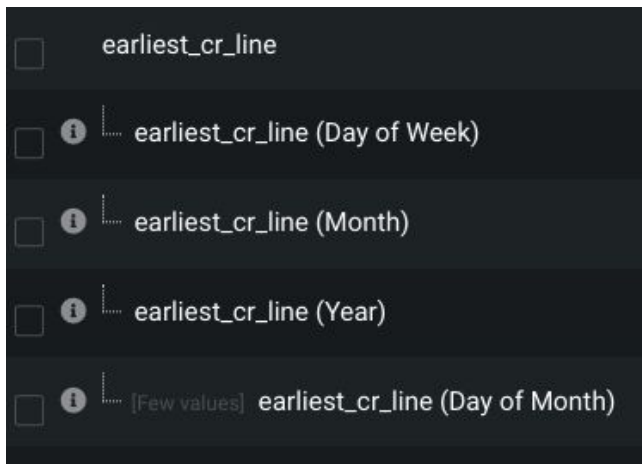 earliest_cr_line
earliest_cr_line (Day of Week)
earliest_cr_line (Month)
earliest_cr_line (Year)
[Few values] earliest_cr_line (Day of Month)